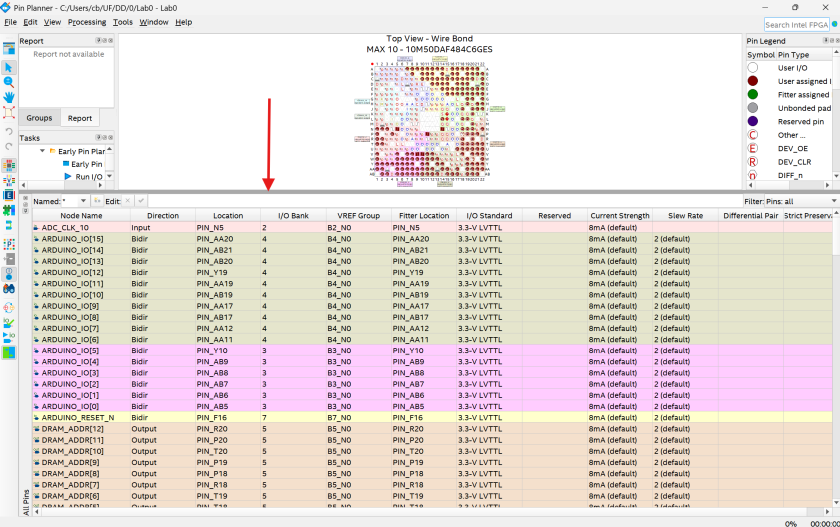 Pin Planner - C:/Users/cb/UF/DD/0/Lab0 - Lab0
File Edit View Processing Tools Window Help
Search Intel FPGA
Report
Report not available
Groups Report
Tasks
Early Pin Plan
Early Pin
Run I/O
Top View - Wire Bond
MAX 10 - 10M50DAF484C6GES
Pin Legend
Symbol Pin Type
User I/O
User assigned I
Fitter assigned
Unbonded pad
Reserved pin
C Other ...
E DEV_OE
R DEV_CLR
n DIFF_n
Named: * Edit: Filter: Pins: all
Node Name Direction Location I/O Bank VREF Group Fitter Location I/O Standard Reserved Current Strength Slew Rate Differential Pair Strict Preserva
ADC_CLK_10 Input PIN_N5 2 B2_N0 PIN_N5 3.3-V LVTTL 8mA (default)
ARDUINO_IO[15] Bidir PIN_AA20 4 B4_N0 PIN_AA20 3.3-V LVTTL 8mA (default) 2 (default)
ARDUINO_IO[14] Bidir PIN_AB21 4 B4_N0 PIN_AB21 3.3-V LVTTL 8mA (default) 2 (default)
ARDUINO_IO[13] Bidir PIN_AB20 4 B4_N0 PIN_AB20 3.3-V LVTTL 8mA (default) 2 (default)
ARDUINO_IO[12] Bidir PIN_Y19 4 B4_N0 PIN_Y19 3.3-V LVTTL 8mA (default) 2 (default)
ARDUINO_IO[11] Bidir PIN_AA19 4 B4_N0 PIN_AA19 3.3-V LVTTL 8mA (default) 2 (default)
ARDUINO_IO[10] Bidir PIN_AB19 4 B4_N0 PIN_AB19 3.3-V LVTTL 8mA (default) 2 (default)
ARDUINO_IO[9] Bidir PIN_AA17 4 B4_N0 PIN_AA17 3.3-V LVTTL 8mA (default) 2 (default)
ARDUINO_IO[8] Bidir PIN_AB17 4 B4_N0 PIN_AB17 3.3-V LVTTL 8mA (default) 2 (default)
ARDUINO_IO[7] Bidir PIN_AA12 4 B4_N0 PIN_AA12 3.3-V LVTTL 8mA (default) 2 (default)
ARDUINO_IO[6] Bidir PIN_AA11 4 B4_N0 PIN_AA11 3.3-V LVTTL 8mA (default) 2 (default)
ARDUINO_IO[5] Bidir PIN_Y10 3 B3_N0 PIN_Y10 3.3-V LVTTL 8mA (default) 2 (default)
ARDUINO_IO[4] Bidir PIN_AB9 3 B3_N0 PIN_AB9 3.3-V LVTTL 8mA (default) 2 (default)
ARDUINO_IO[3] Bidir PIN_AB8 3 B3_N0 PIN_AB8 3.3-V LVTTL 8mA (default) 2 (default)
ARDUINO_IO[2] Bidir PIN_AB7 3 B3_N0 PIN_AB7 3.3-V LVTTL 8mA (default) 2 (default)
ARDUINO_IO[1] Bidir PIN_AB6 3 B3_N0 PIN_AB6 3.3-V LVTTL 8mA (default) 2 (default)
ARDUINO_IO[0] Bidir PIN_AB5 3 B3_N0 PIN_AB5 3.3-V LVTTL 8mA (default) 2 (default)
ARDUINO_RESET_N Bidir PIN_F16 7 B7_N0 PIN_F16 3.3-V LVTTL 8mA (default) 2 (default)
DRAM_ADDR[12] Output PIN_R20 5 B5_N0 PIN_R20 3.3-V LVTTL 8mA (default) 2 (default)
DRAM_ADDR[11] Output PIN_P20 5 B5_N0 PIN_P20 3.3-V LVTTL 8mA (default) 2 (default)
DRAM_ADDR[10] Output PIN_T20 5 B5_N0 PIN_T20 3.3-V LVTTL 8mA (default) 2 (default)
DRAM_ADDR[9] Output PIN_P19 5 B5_N0 PIN_P19 3.3-V LVTTL 8mA (default) 2 (default)
DRAM_ADDR[8] Output PIN_P18 5 B5_N0 PIN_P18 3.3-V LVTTL 8mA (default) 2 (default)
DRAM_ADDR[7] Output PIN_R18 5 B5_N0 PIN_R18 3.3-V LVTTL 8mA (default) 2 (default)
DRAM_ADDR[6] Output PIN_T19 5 B5_N0 PIN_T19 3.3-V LVTTL 8mA (default) 2 (default)
DRAM_ADDR[5] Output PIN_T18 5 B5_N0 PIN_T18 3.3-V LVTTL 8mA (default) 2 (default)
All Pins
0% 00:00:00